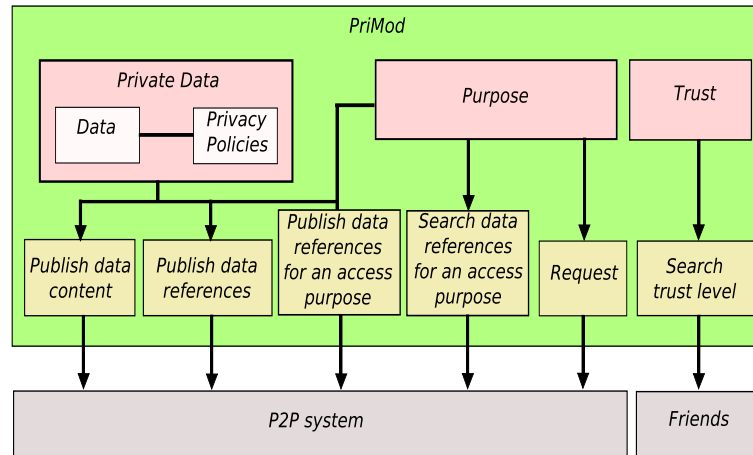 PriMod
Private Data
Data
Privacy
Policies
Purpose
Trust
Publish data
content
Publish data
references
Publish data
references
for an access
purpose
Search data
references
for an access
purpose
Request
Search
trust level
P2P system
Friends